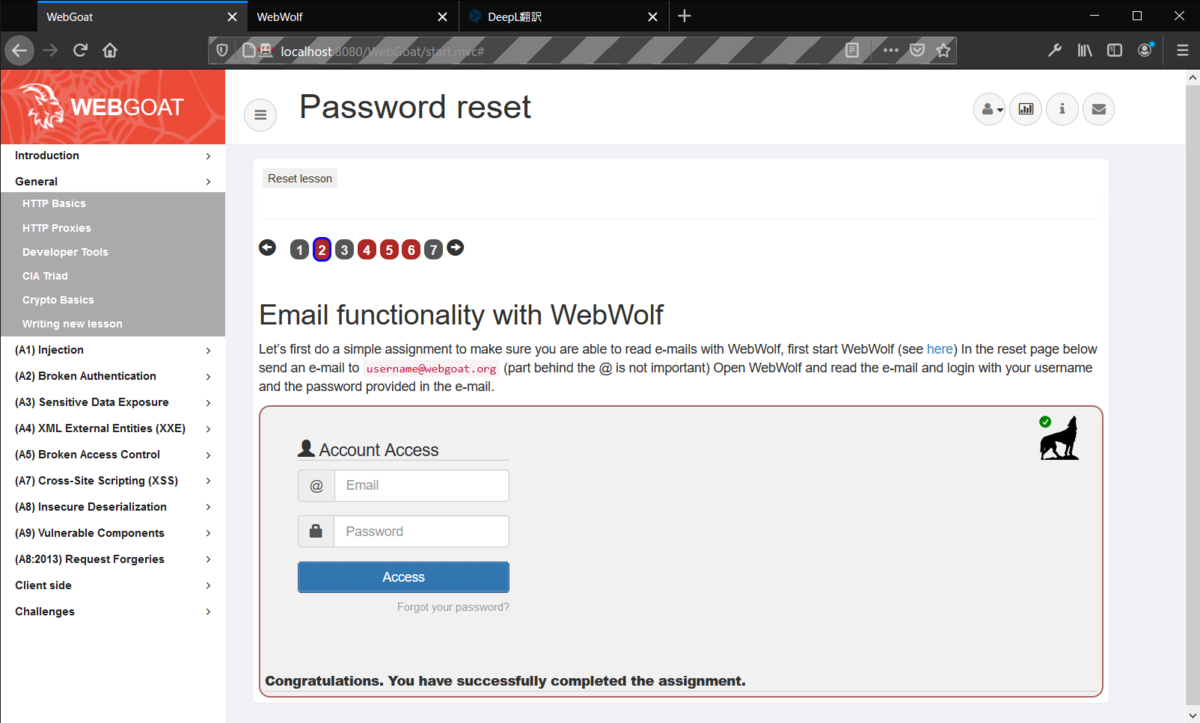 WebGoat
WebWolf
DeepL翻訳
localhost:8080/WebGoat/start.mvc#
WEBGOAT
Password reset
Introduction
General
HTTP Basics
HTTP Proxies
Developer Tools
CIA Triad
Crypto Basics
Writing new lesson
(A1) Injection
(A2) Broken Authentication
(A3) Sensitive Data Exposure
(A4) XML External Entities (XXE)
(A5) Broken Access Control
(A7) Cross-Site Scripting (XSS)
(A8) Insecure Deserialization
(A9) Vulnerable Components
(A8:2013) Request Forgeries
Client side
Challenges
Reset lesson
1 2 3 4 5 6 7
Email functionality with WebWolf
Let's first do a simple assignment to make sure you are able to read e-mails with WebWolf, first start WebWolf (see here) In the reset page below
send an e-mail to username@webgoat.org (part behind the @ is not important) Open WebWolf and read the e-mail and login with your username
and the password provided in the e-mail.
Account Access
@ Email
Password
Access
Forgot your password?
Congratulations. You have successfully completed the assignment.